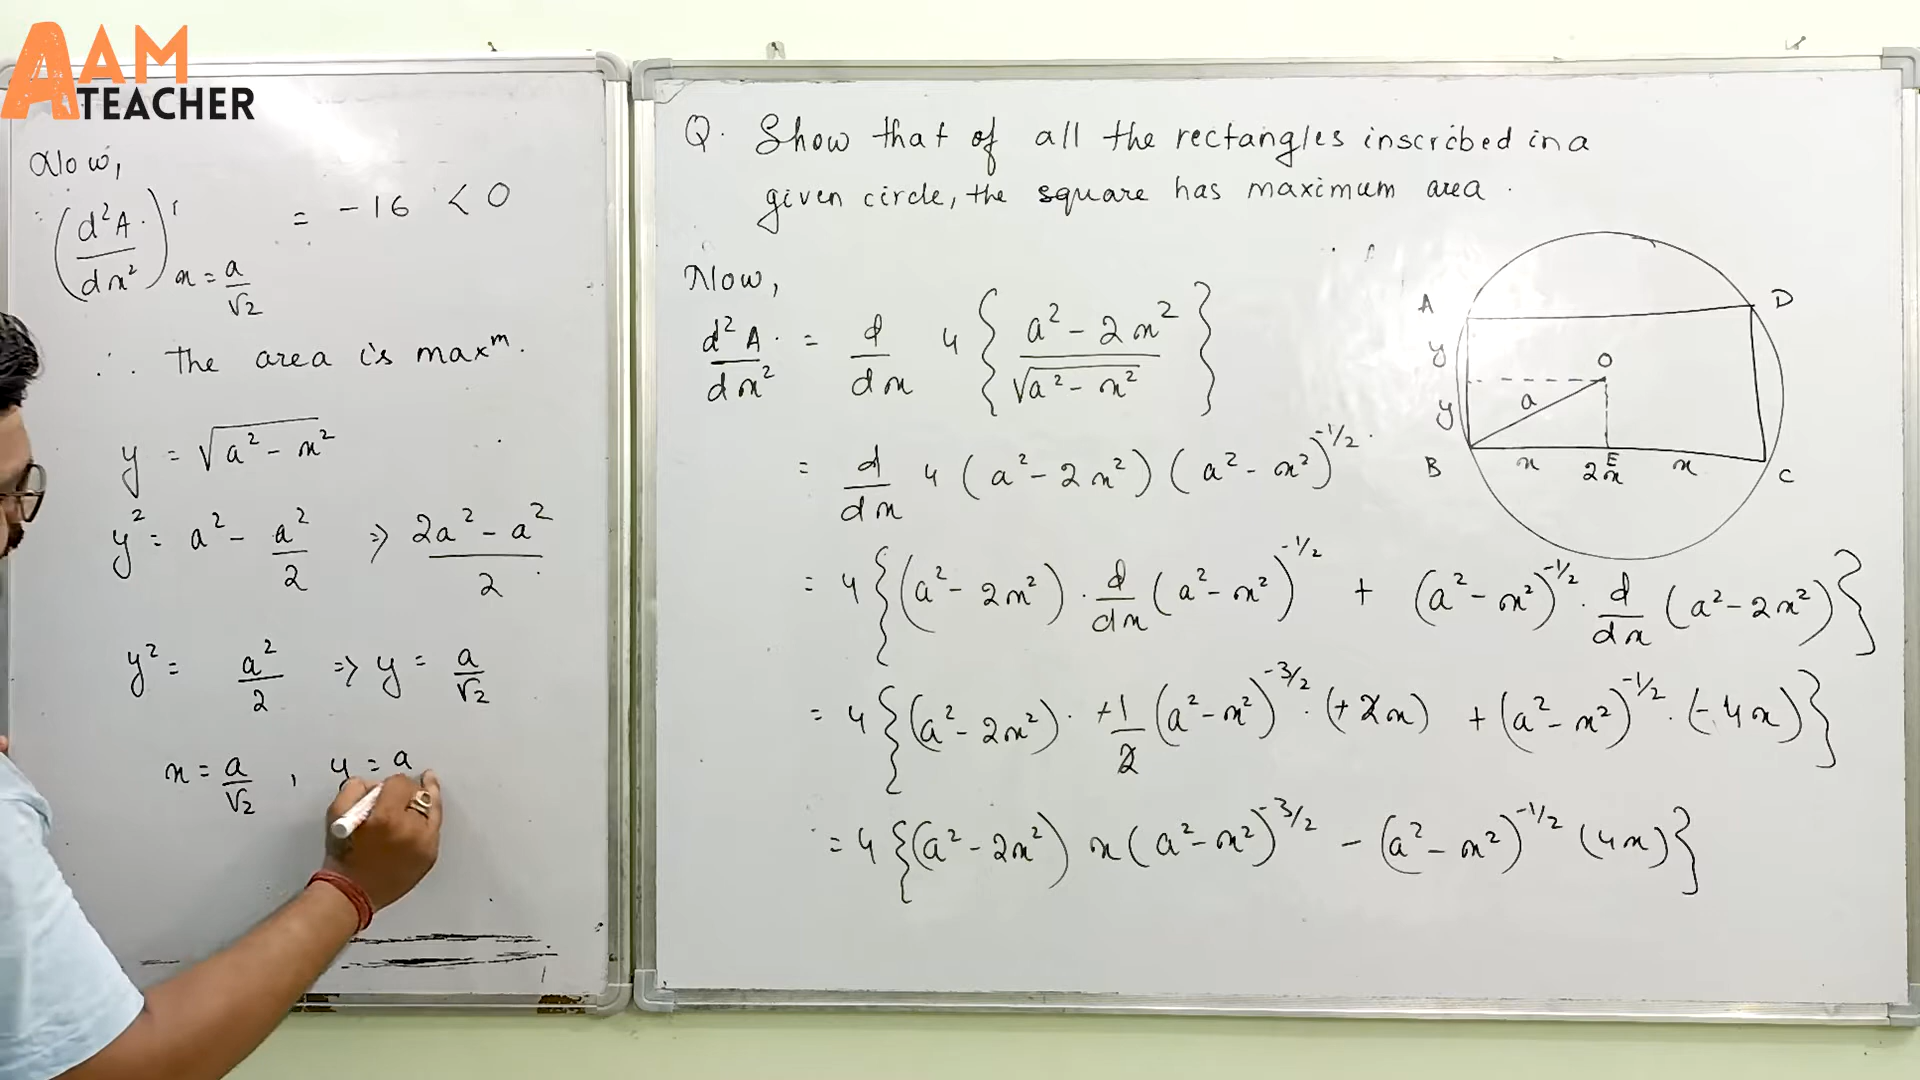 AAM
TEACHER
Now,
(d²A/dx²) x = a/√2 = -16 < 0
∴ The area is maxᵐ.
y = √(a² - x²)
y² = a² - a²/2 ⇒ (2a² - a²)/2
y² = a²/2 ⇒ y = a/√2
x = a/√2 , y = a
Q. Show that of all the rectangles inscribed in a
given circle, the square has maximum area.
Now,
d²A/dx² = d/dx 4 { (a² - 2x²)/√(a² - x²) }
= d/dx 4 (a² - 2x²) (a² - x²)^(-1/2)
= 4 { (a² - 2x²) · d/dx (a² - x²)^(-1/2) + (a² - x²)^(-1/2) · d/dx (a² - 2x²) }
= 4 { (a² - 2x²) · +1/2 (a² - x²)^(-3/2) · (+2x) + (a² - x²)^(-1/2) · (-4x) }
= 4 { (a² - 2x²) x (a² - x²)^(-3/2) - (a² - x²)^(-1/2) (4x) }
A
D
y
O
a
y
B
x
E
2x
x
C